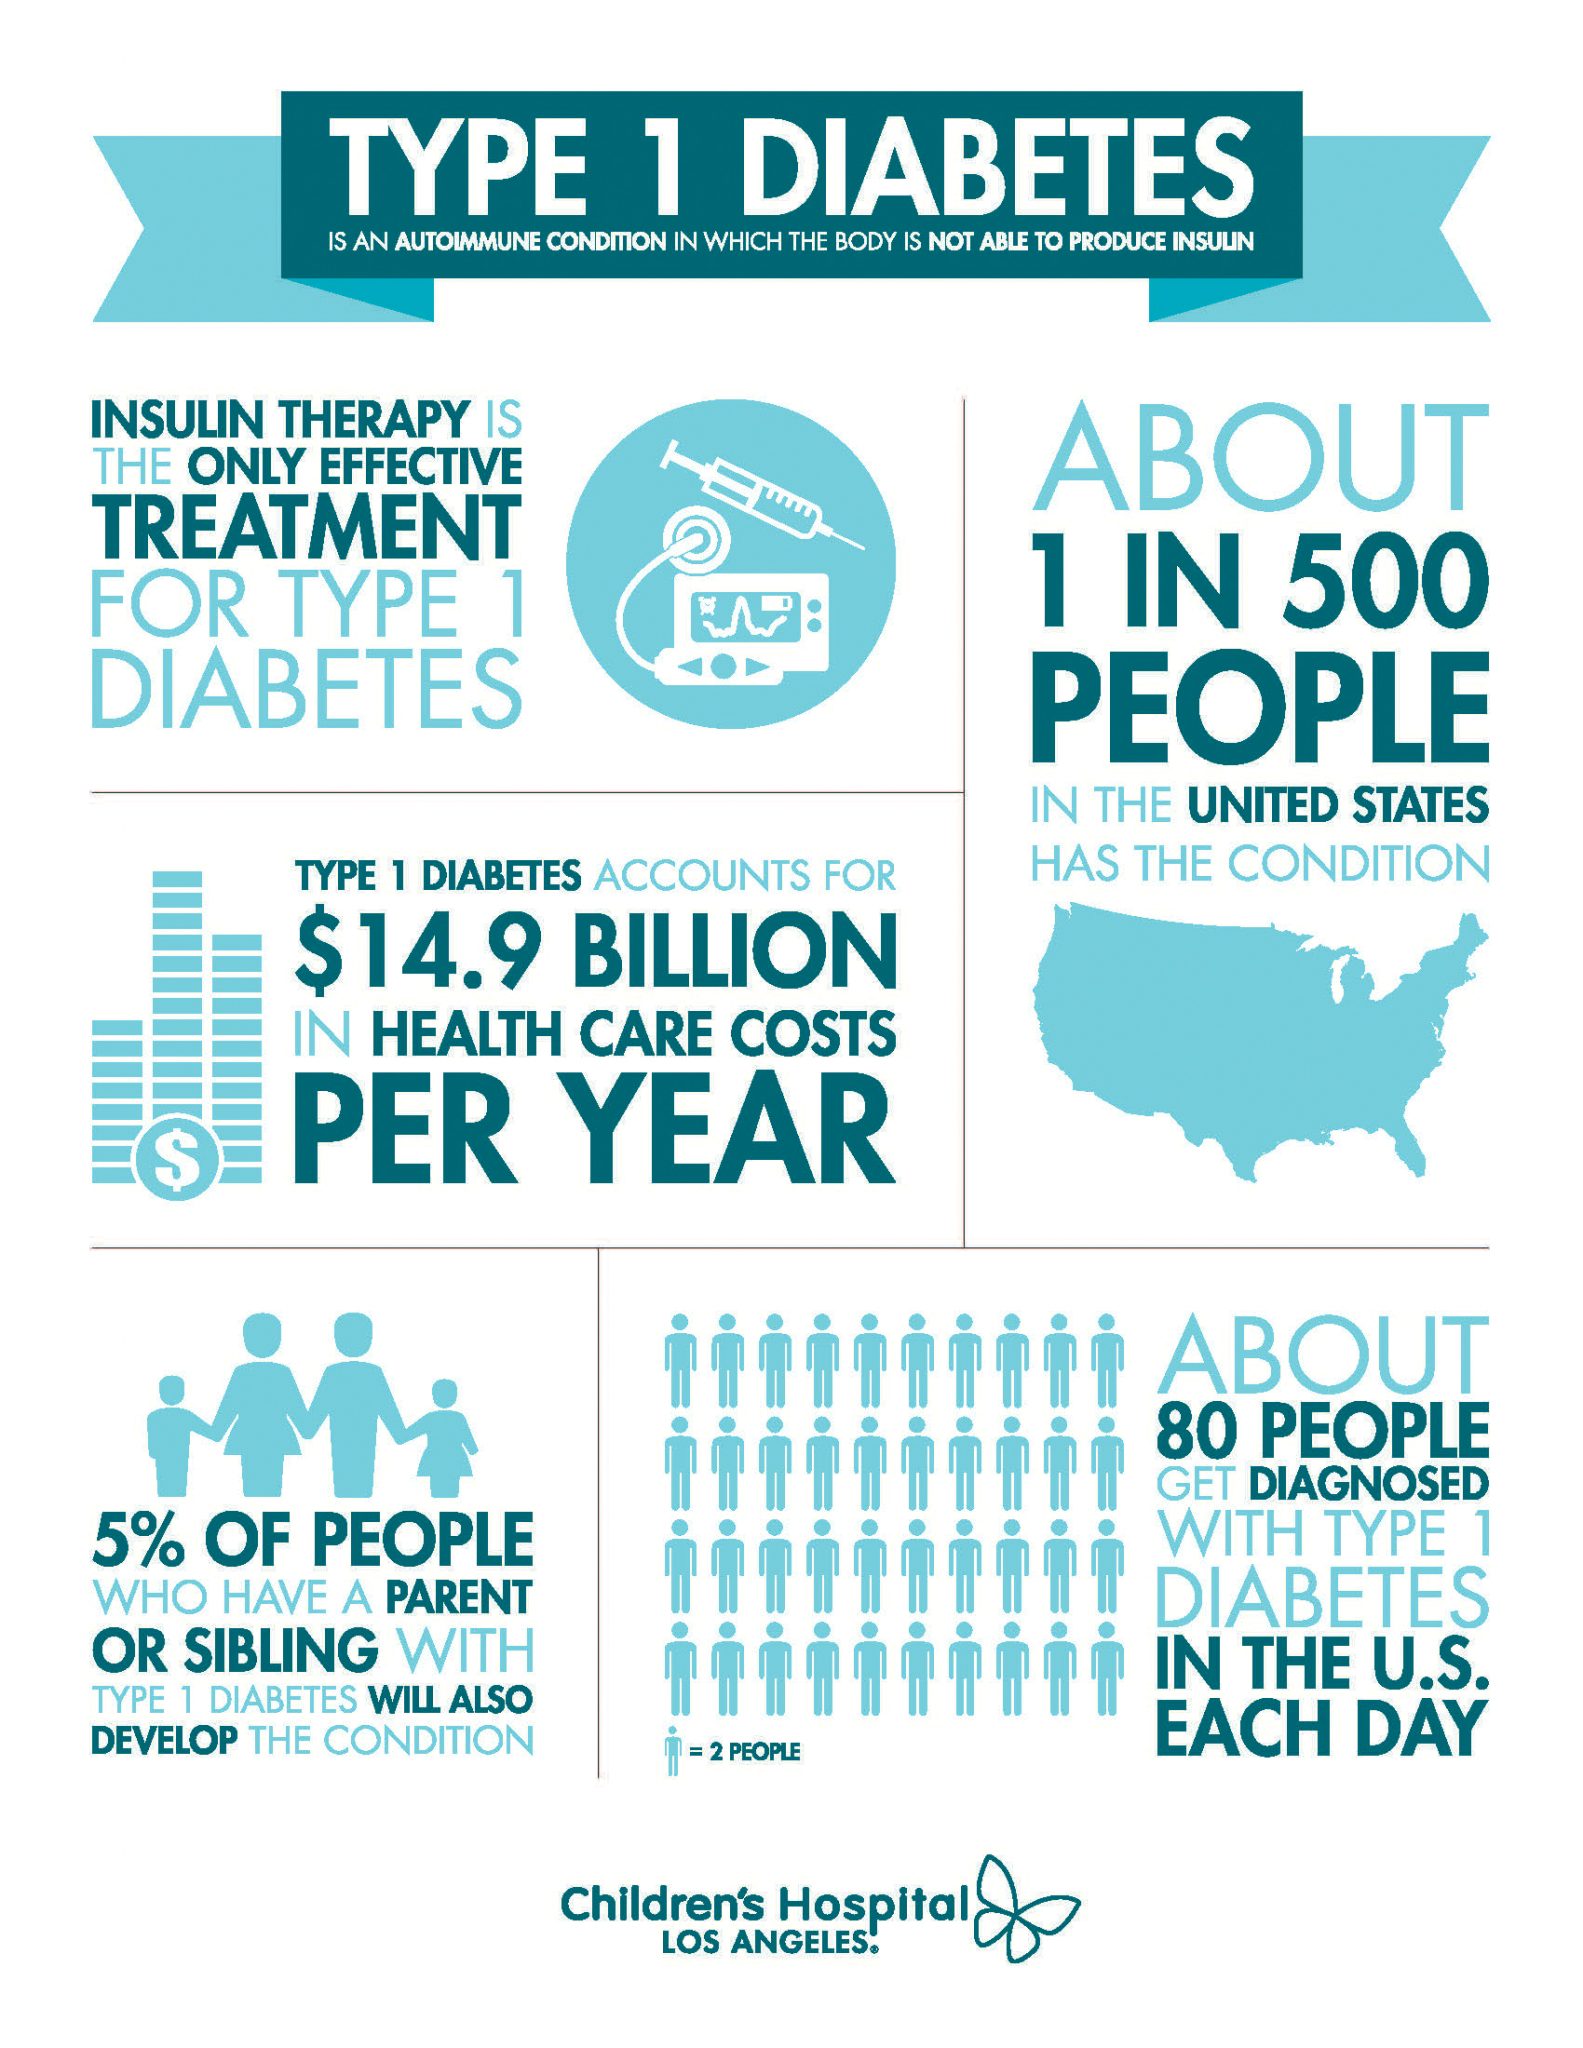 TYPE 1 DIABETES
IS AN AUTOIMMUNE CONDITION IN WHICH THE BODY IS NOT ABLE TO PRODUCE INSULIN
INSULIN THERAPY IS
THE ONLY EFFECTIVE
TREATMENT
FOR TYPE 1
DIABETES
ABOUT
1 IN 500
PEOPLE
IN THE UNITED STATES
HAS THE CONDITION
TYPE 1 DIABETES ACCOUNTS FOR
$14.9 BILLION
IN HEALTH CARE COSTS
PER YEAR
$
5% OF PEOPLE
WHO HAVE A PARENT
OR SIBLING WITH
TYPE 1 DIABETES WILL ALSO
DEVELOP THE CONDITION
= 2 PEOPLE
ABOUT
80 PEOPLE
GET DIAGNOSED
WITH TYPE 1
DIABETES
IN THE U.S.
EACH DAY
Children's Hospital
LOS ANGELES®